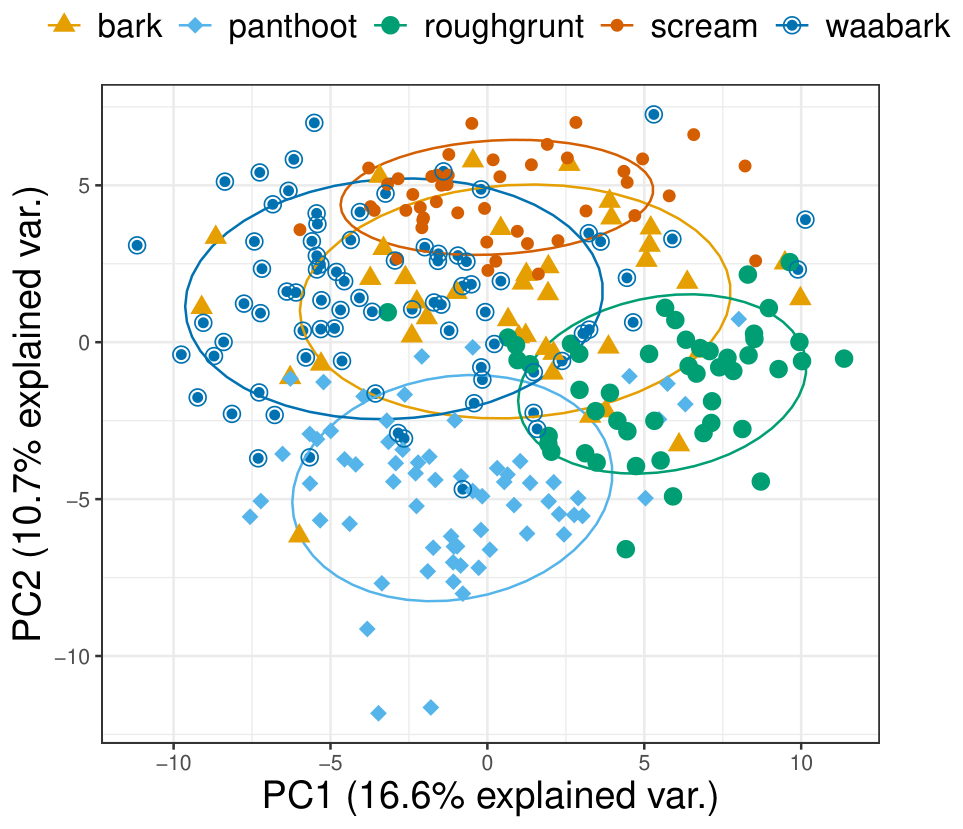 bark panthoot roughgrunt scream waabark
5
0
−5
−10
PC2 (10.7% explained var.)
−10 −5 0 5 10
PC1 (16.6% explained var.)